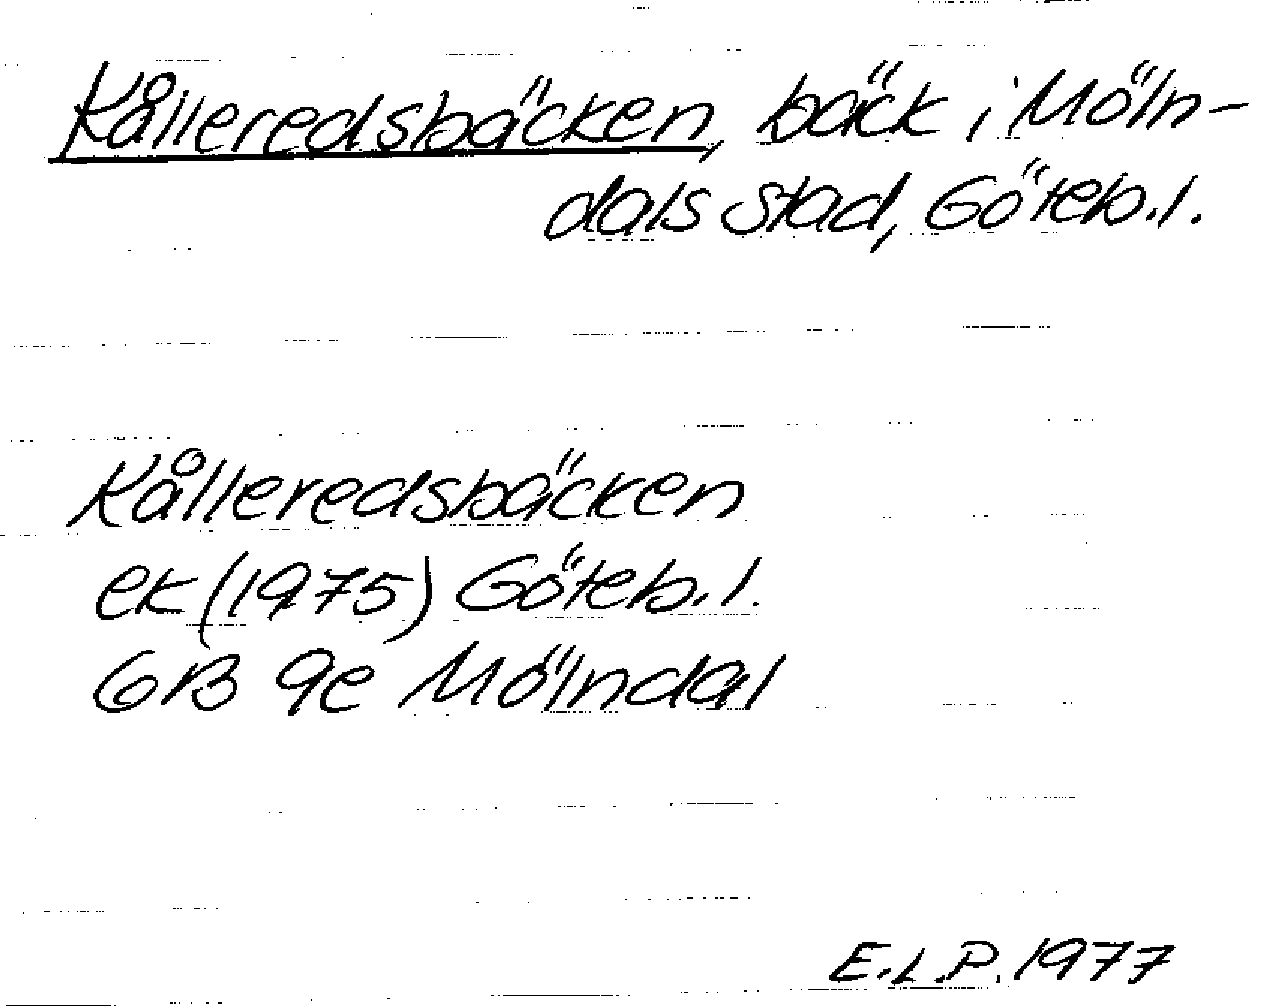 Kålleredsbäcken, bäck i Möln-
dals stad, Göteb.l.
Kålleredsbäcken
ek (1975) Göteb.l.
6B 9e Mölndal
E.L.P. 1977